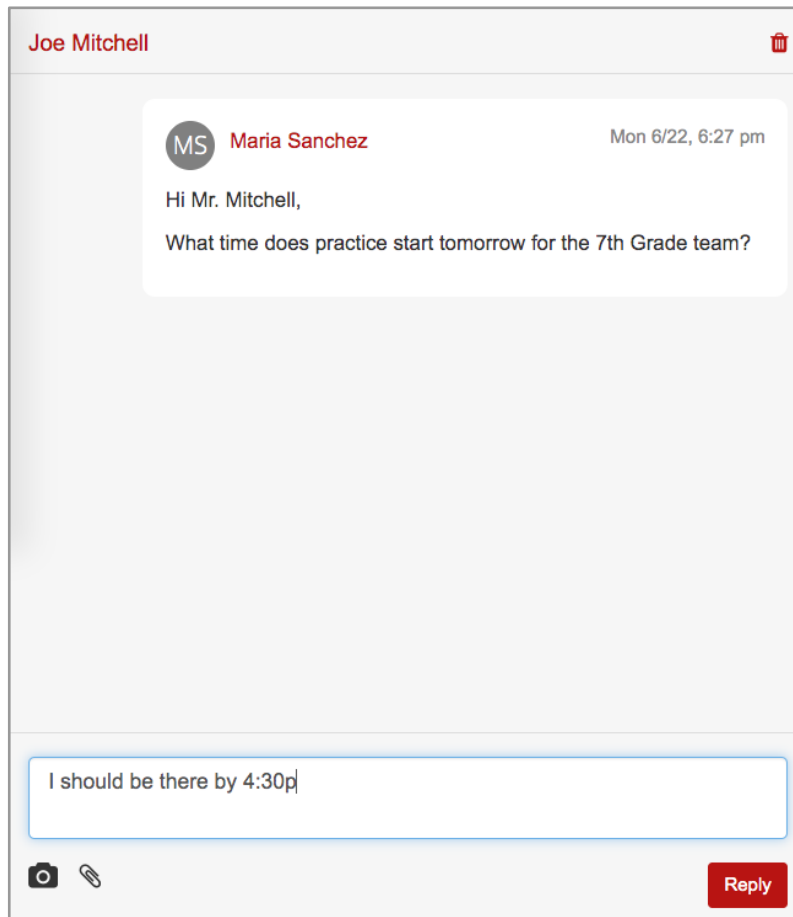 Joe Mitchell
MS
Maria Sanchez
Mon 6/22, 6:27 pm
Hi Mr. Mitchell,
What time does practice start tomorrow for the 7th Grade team?
I should be there by 4:30p
Reply